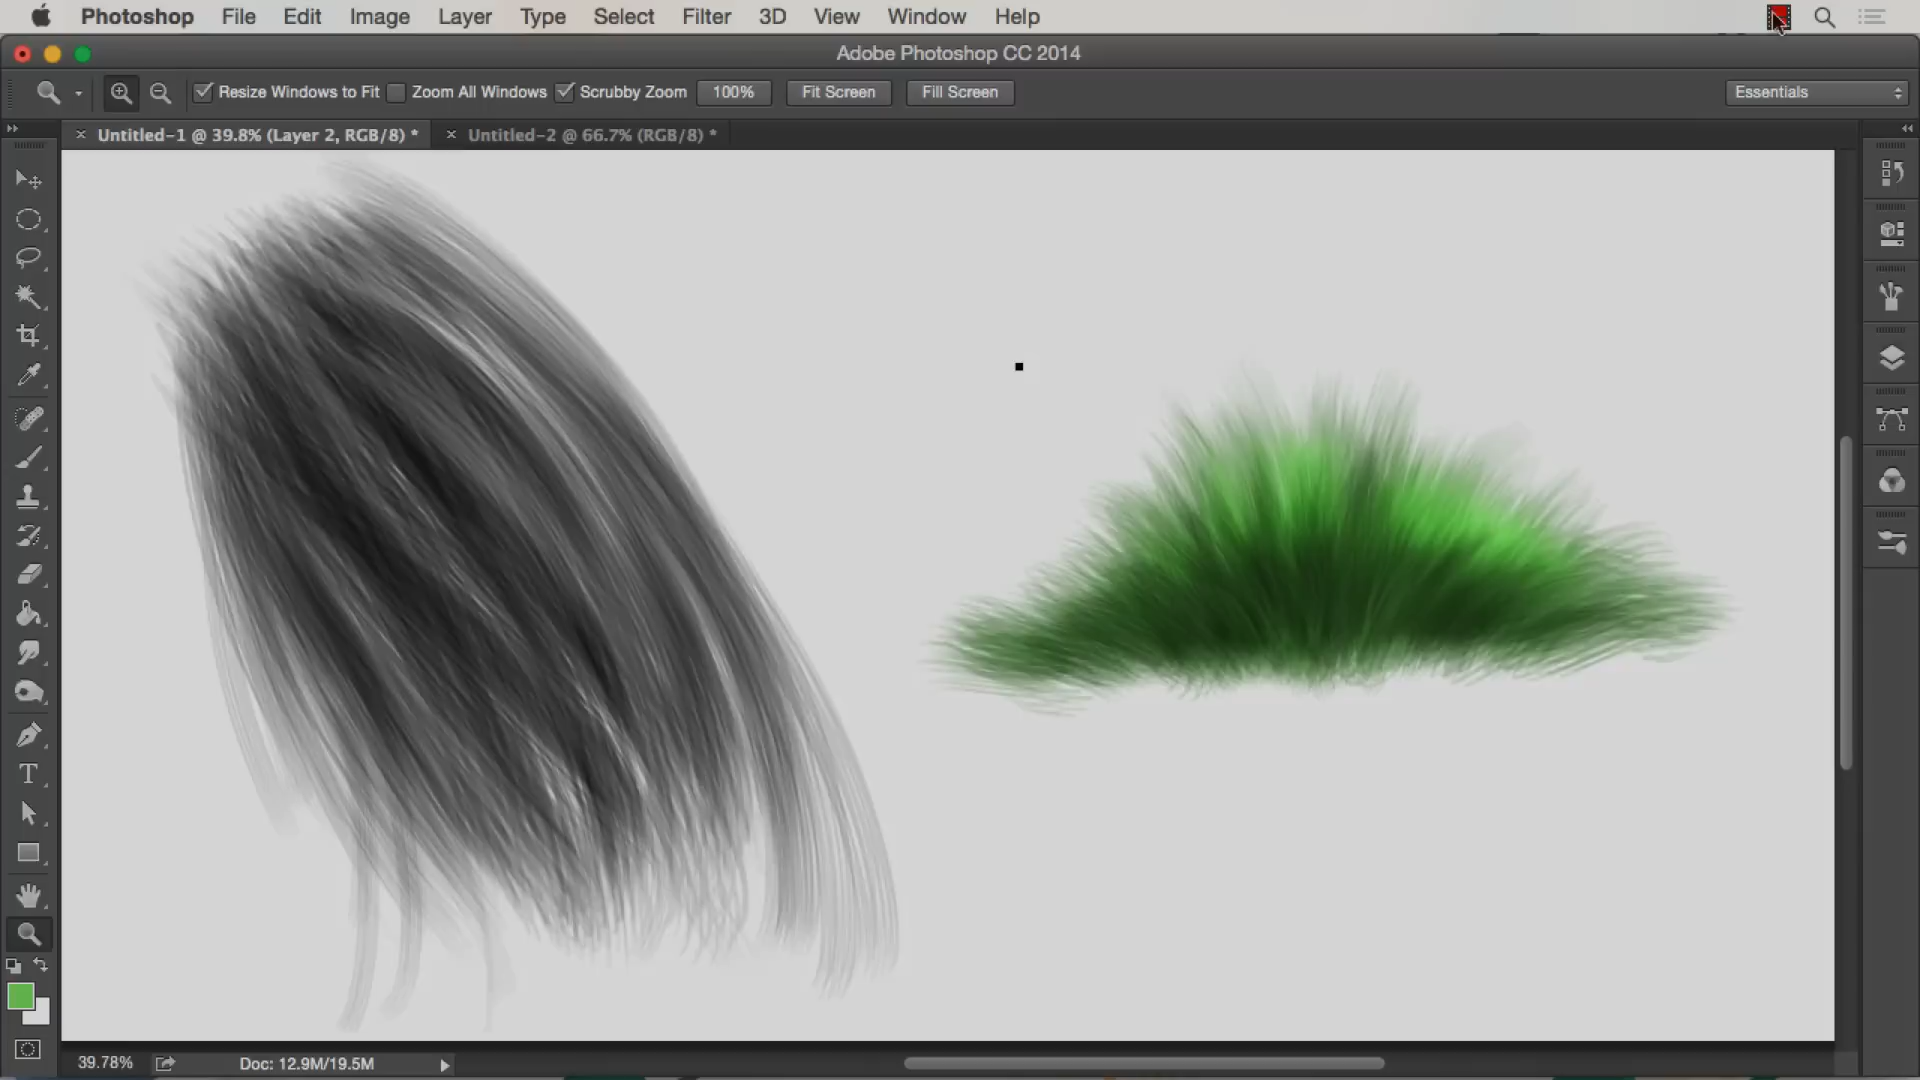 Photoshop File Edit Image Layer Type Select Filter 3D View Window Help
Adobe Photoshop CC 2014
Resize Windows to Fit Zoom All Windows Scrubby Zoom 100% Fit Screen Fill Screen Essentials
Untitled-1 @ 39.8% (Layer 2, RGB/8) * Untitled-2 @ 66.7% (RGB/8) *
39.78% Doc: 12.9M/19.5M